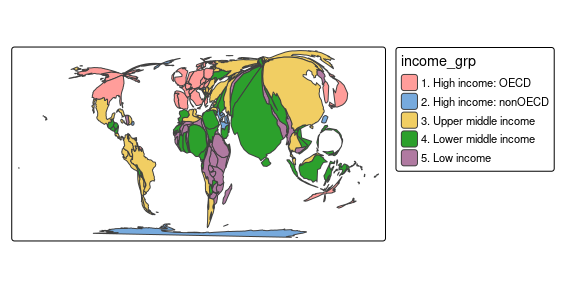 income_grp
1. High income: OECD
2. High income: nonOECD
3. Upper middle income
4. Lower middle income
5. Low income